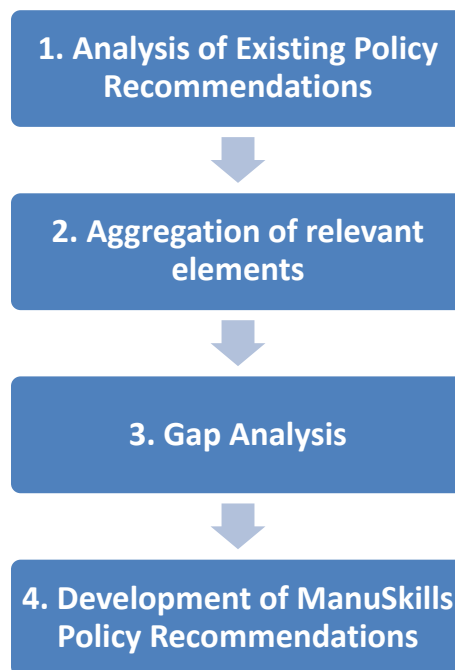 1. Analysis of Existing Policy
Recommendations
2. Aggregation of relevant
elements
3. Gap Analysis
4. Development of ManuSkills
Policy Recommendations